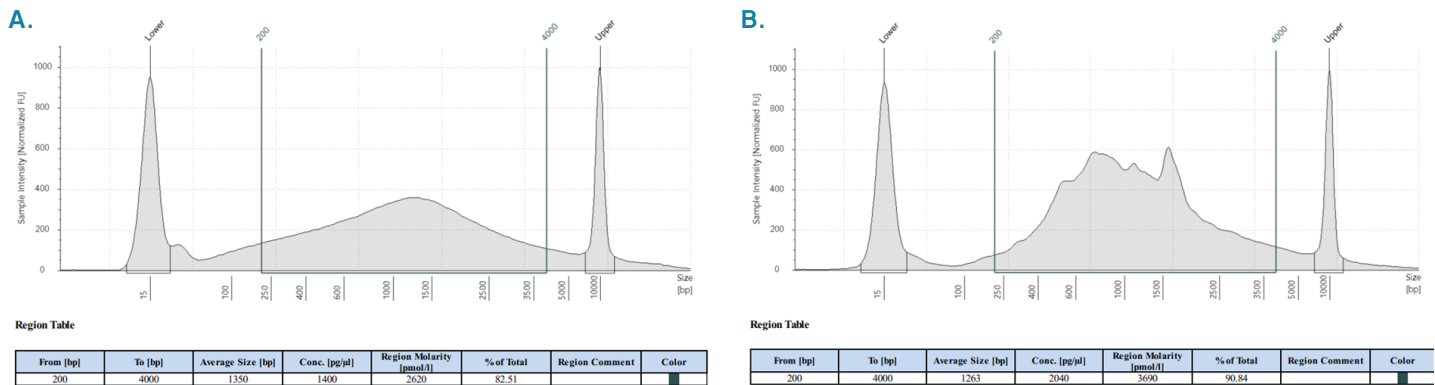 A.
Lower
200
4000
Upper
Sample Intensity [Normalized FU]
1000
800
600
400
200
0
15
100
250
400
600
1000
1500
2500
3500
5000
10000
Size
[bp]
Region Table
From [bp] To [bp] Average Size [bp] Conc. [pg/µl] Region Molarity [pmol/l] % of Total Region Comment Color
200 4000 1350 1400 2620 82.51
B.
Lower
200
4000
Upper
Sample Intensity [Normalized FU]
1000
800
600
400
200
0
15
100
250
400
600
1000
1500
2500
3500
5000
10000
Size
[bp]
Region Table
From [bp] To [bp] Average Size [bp] Conc. [pg/µl] Region Molarity [pmol/l] % of Total Region Comment Color
200 4000 1263 2040 3690 90.84